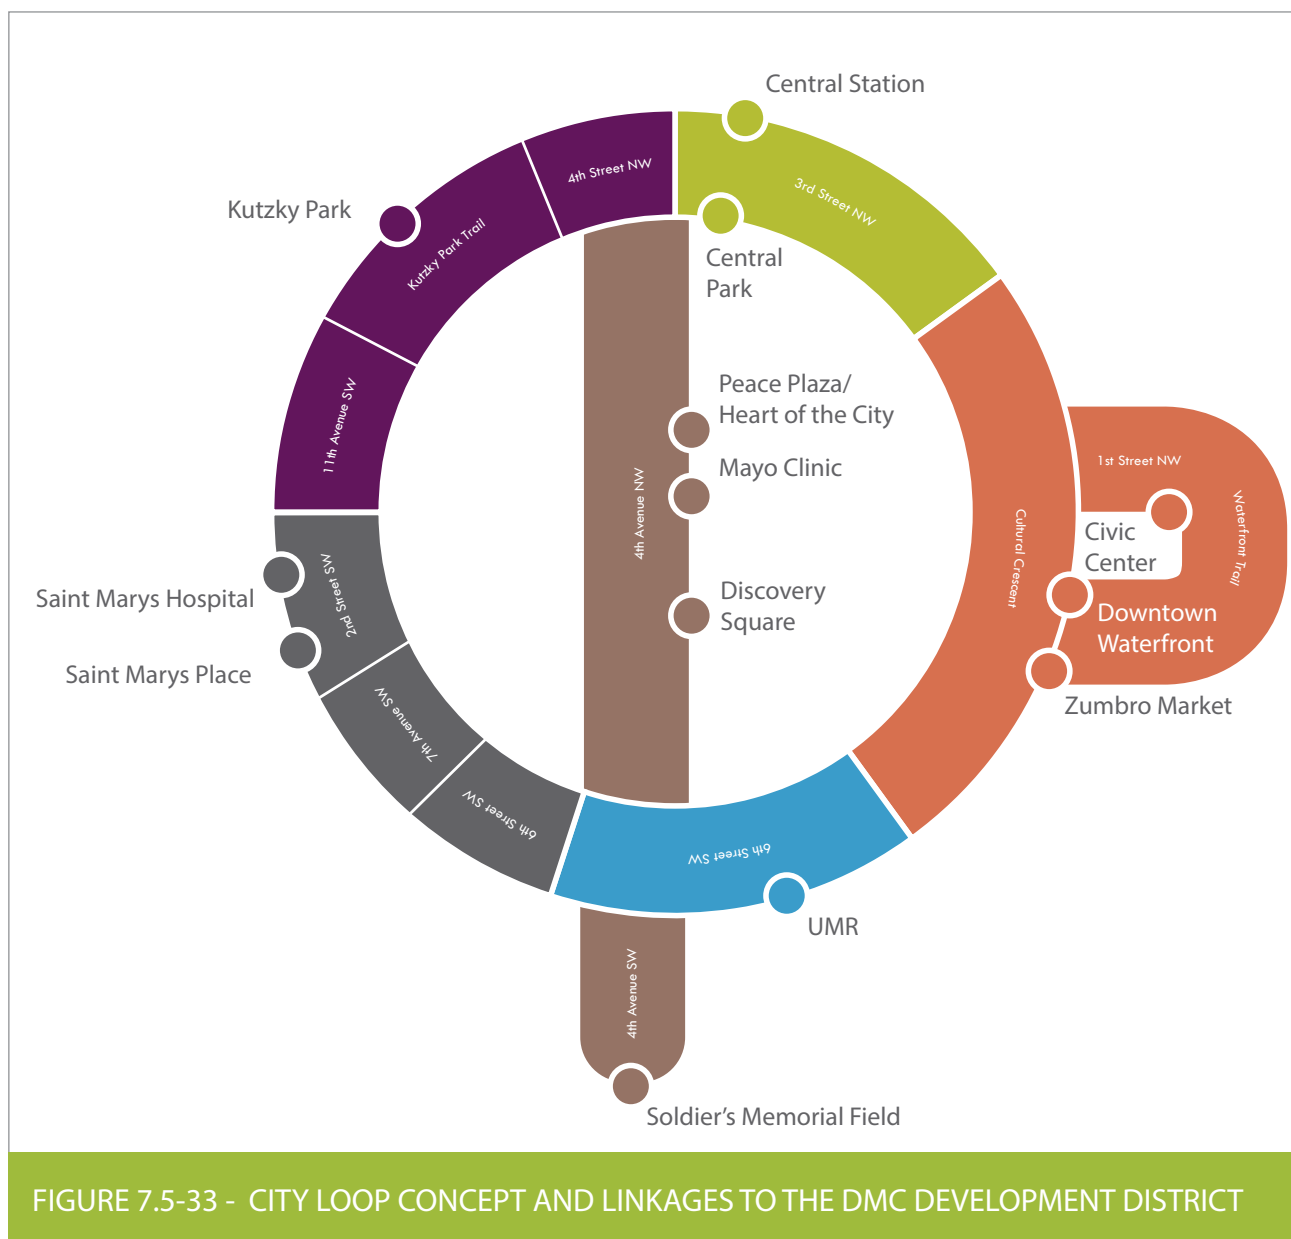 Central Station
4th Street NW
3rd Street NW
Kutzky Park
Kutzky Park Trail
Central
Park
11th Avenue SW
Peace Plaza/
Heart of the City
Mayo Clinic
4th Avenue NW
1st Street NW
Waterfront Trail
Civic
Center
Cultural Crescent
Downtown
Waterfront
Zumbro Market
Discovery
Square
2nd Street SW
Saint Marys Hospital
Saint Marys Place
7th Avenue SW
6th Street SW
6th Street SW
UMR
4th Avenue SW
Soldier's Memorial Field
FIGURE 7.5-33 - CITY LOOP CONCEPT AND LINKAGES TO THE DMC DEVELOPMENT DISTRICT